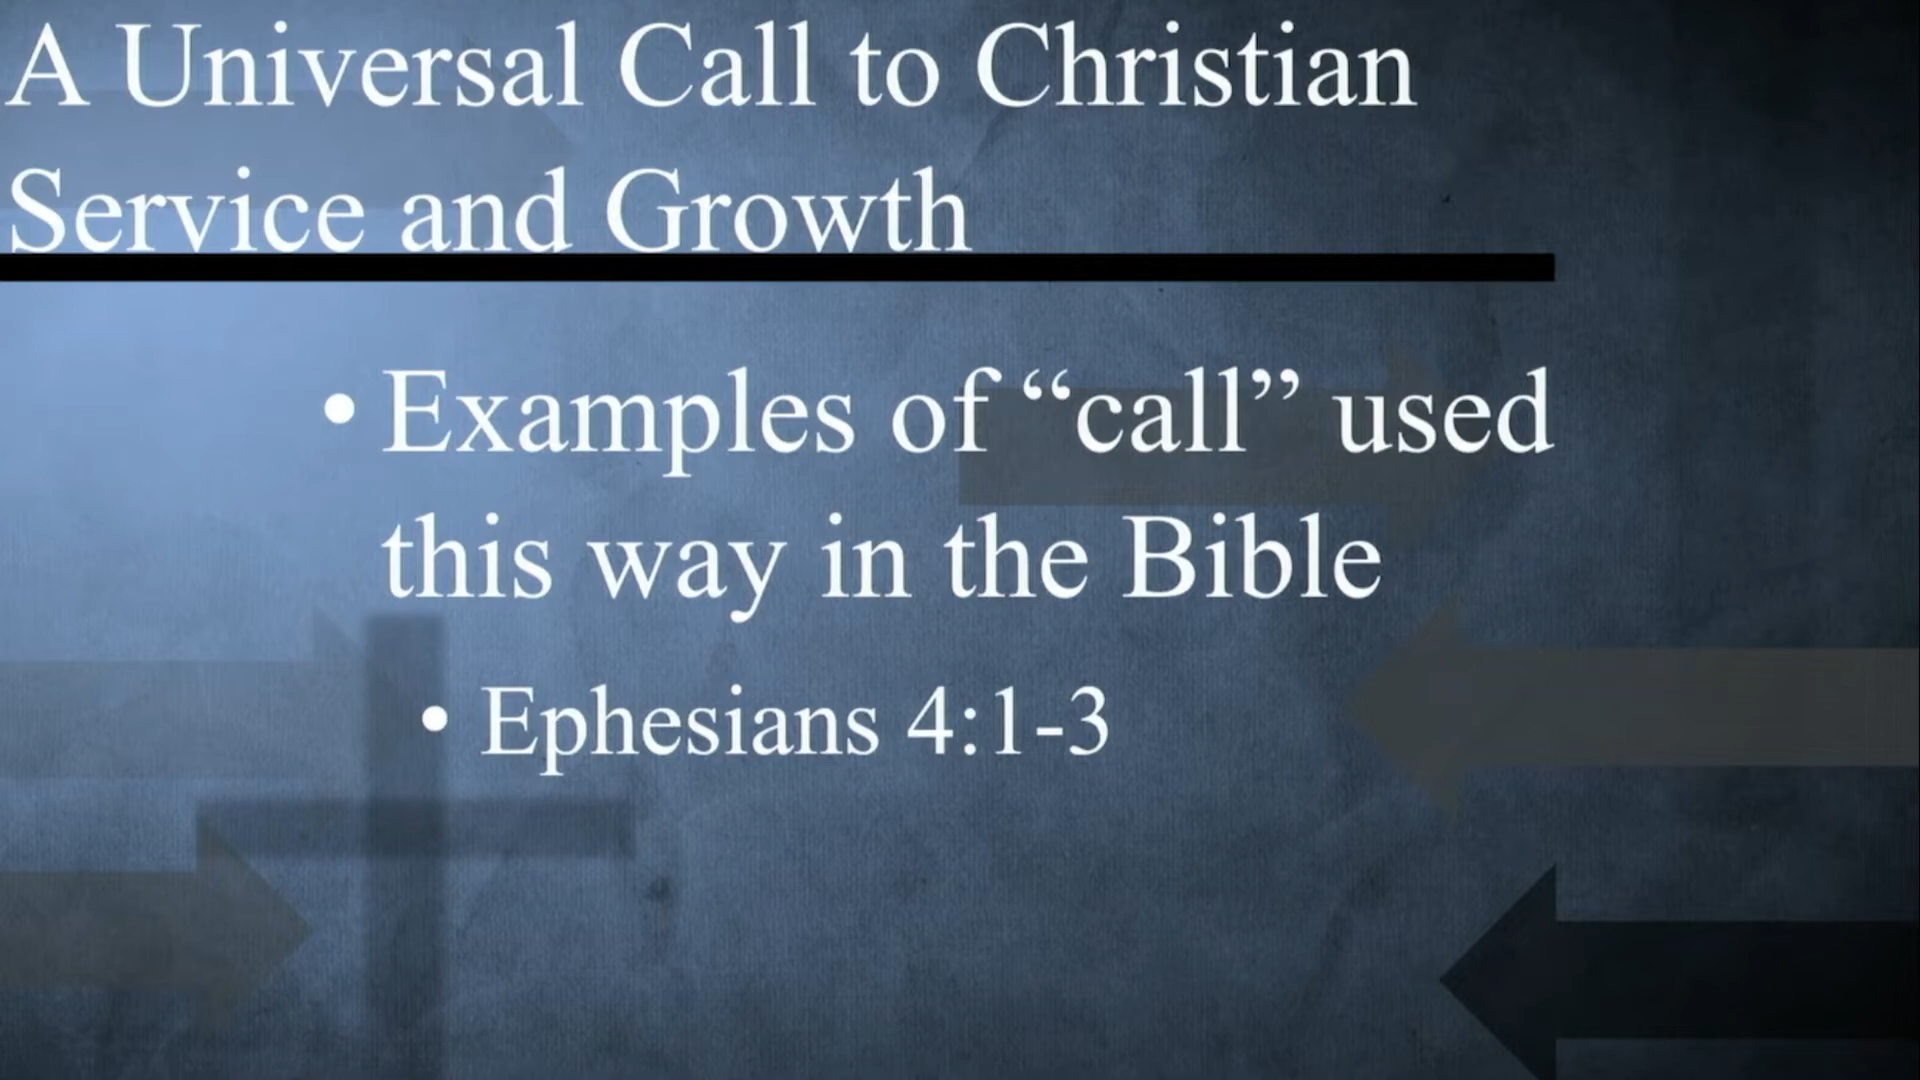 A Universal Call to Christian
Service and Growth
• Examples of “call” used
this way in the Bible
• Ephesians 4:1-3